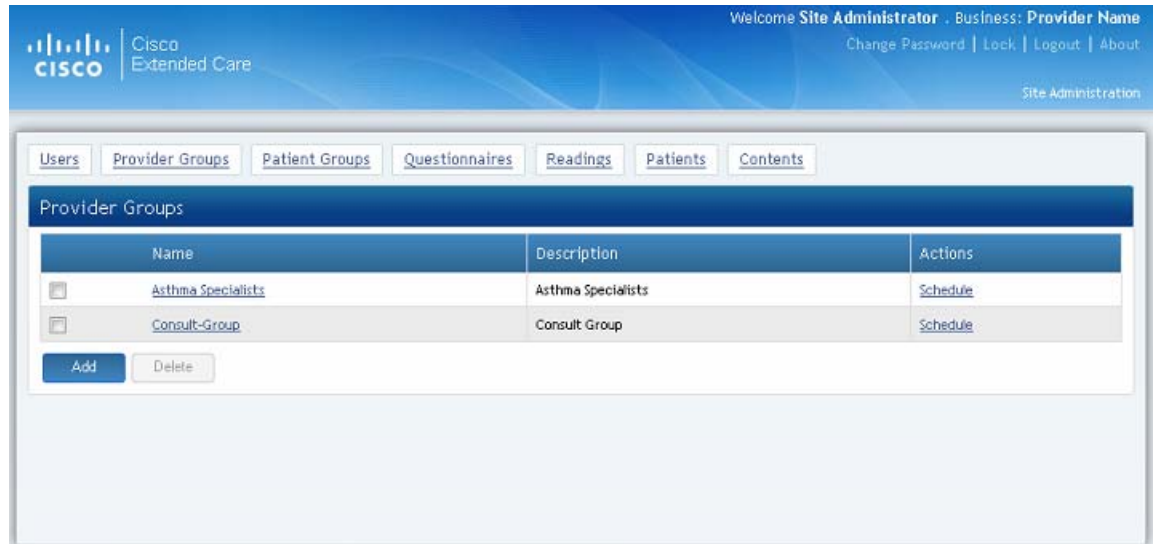 Welcome Site Administrator . Business: Provider Name
Change Password | Lock | Logout | About
CISCO
Cisco
Extended Care
Site Administration
Users Provider Groups Patient Groups Questionnaires Readings Patients Contents
Provider Groups
Name Description Actions
Asthma Specialists Asthma Specialists Schedule
Consult-Group Consult Group Schedule
Add Delete